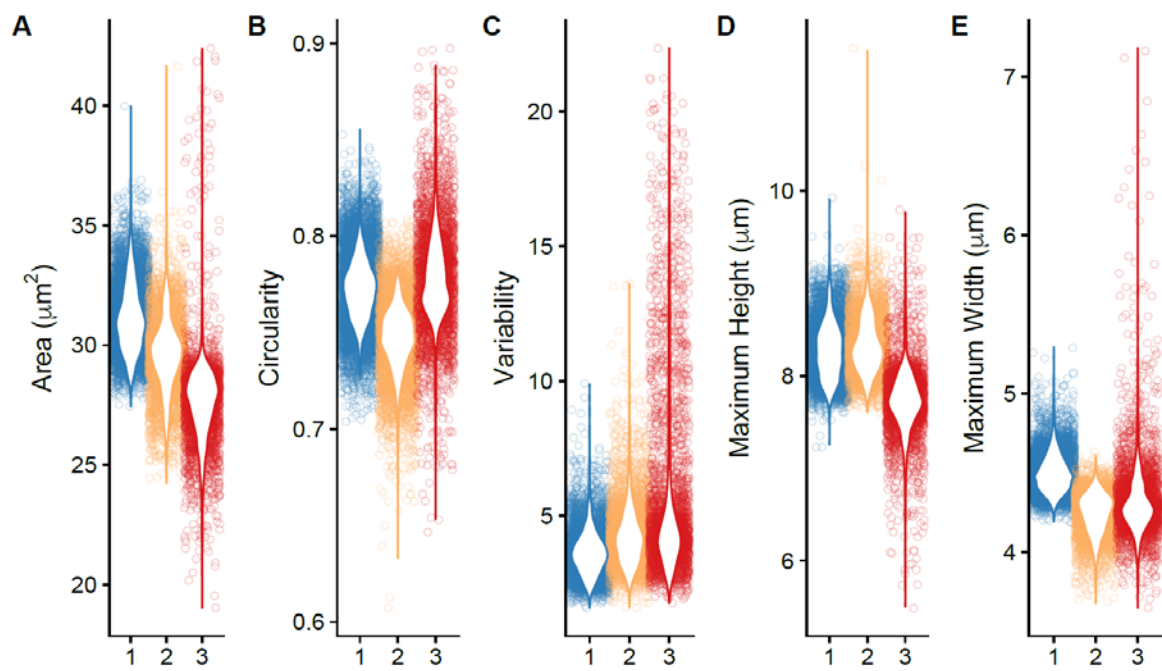 A
Area (μm²)
40
35
30
25
20
1 2 3
B
Circularity
0.9
0.8
0.7
0.6
1 2 3
C
Variability
20
15
10
5
1 2 3
D
Maximum Height (μm)
10
8
6
1 2 3
E
Maximum Width (μm)
7
6
5
4
1 2 3